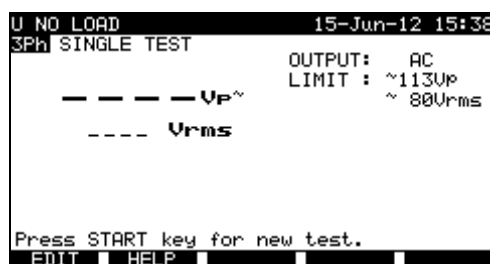 U NO LOAD 15-Jun-12 15:38
3Ph SINGLE TEST
OUTPUT: AC
LIMIT : ~113Vp
~ 80Vrms
– – – – Vp~
---- Vrms
Press START key for new test.
EDIT HELP